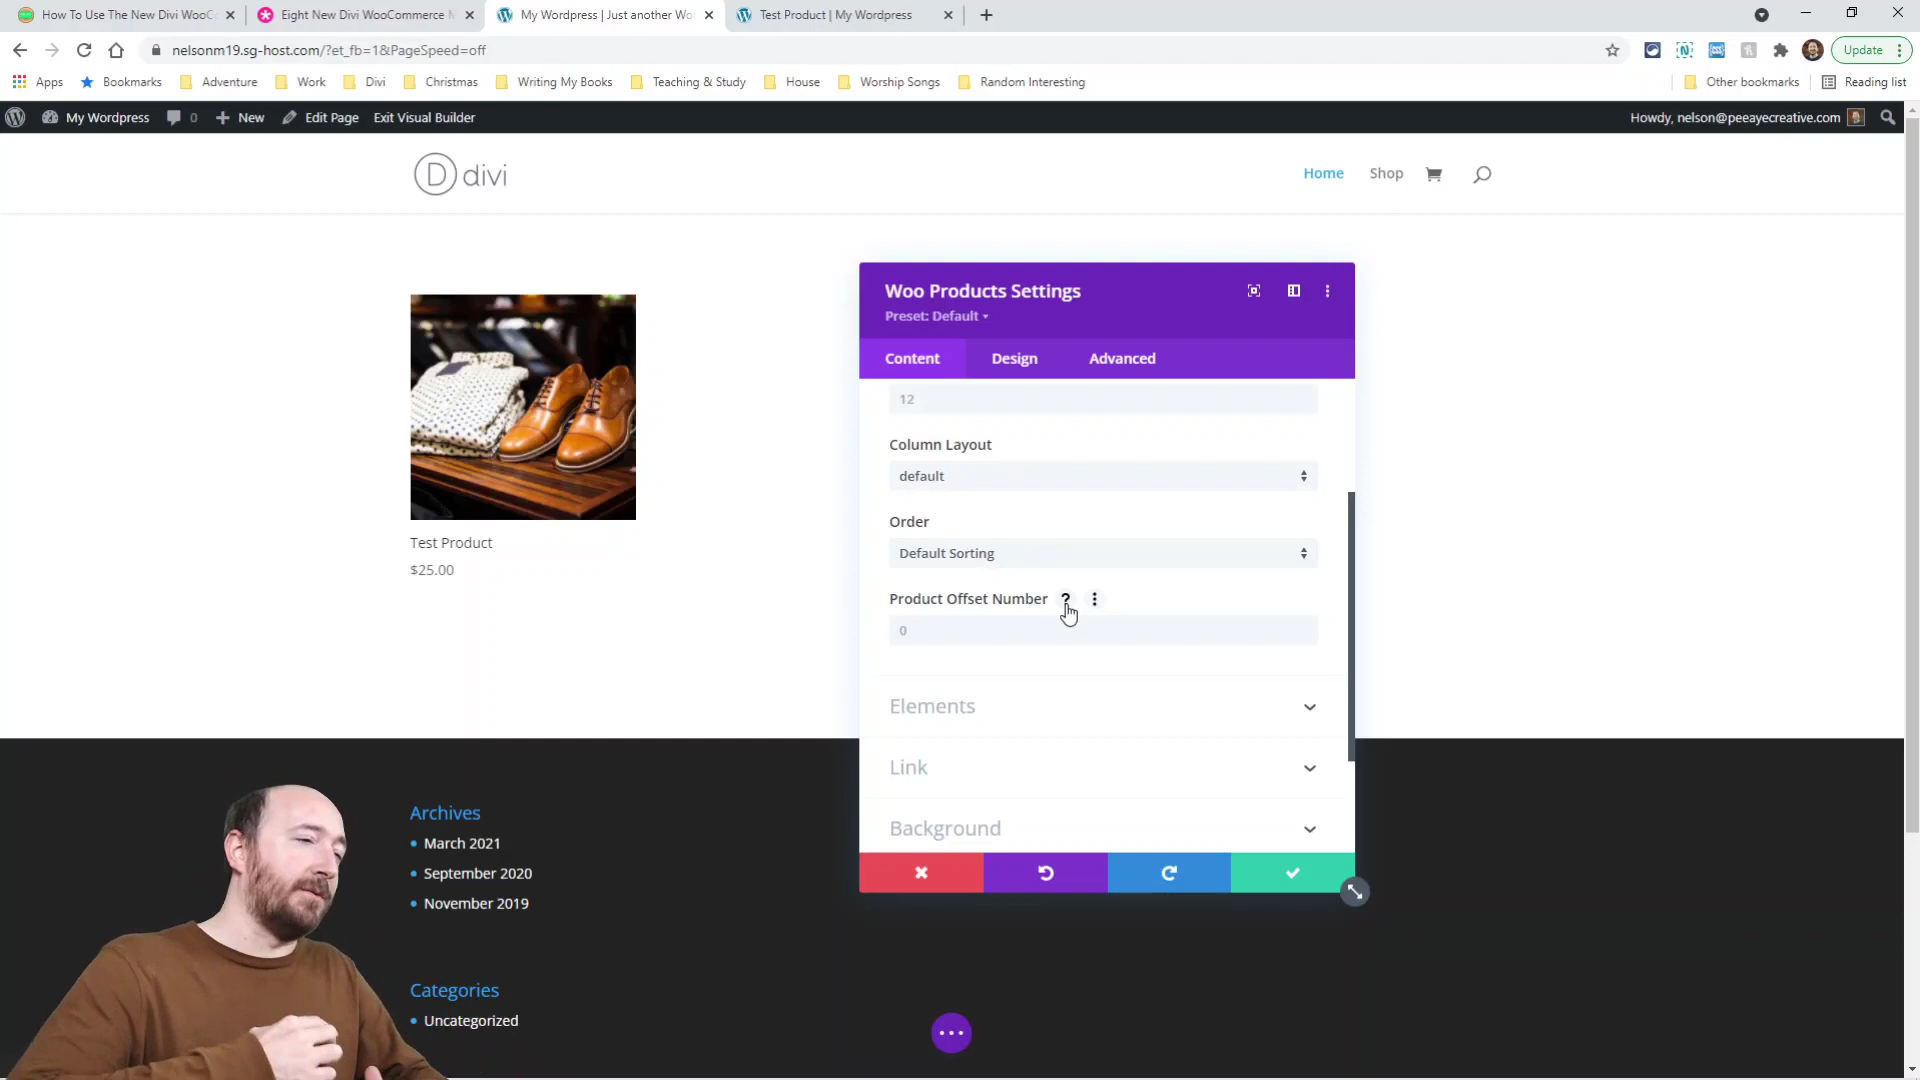 How To Use The New Divi WooC
Eight New Divi WooCommerce M
My Wordpress | Just another Wo
Test Product | My Wordpress
nelsonm19.sg-host.com/?et_fb=1&PageSpeed=off
Update
Apps
Bookmarks
Adventure
Work
Divi
Christmas
Writing My Books
Teaching & Study
House
Worship Songs
Random Interesting
Other bookmarks
Reading list
My Wordpress
0
New
Edit Page
Exit Visual Builder
Howdy, nelson@peeayecreative.com
D divi
Home
Shop
Woo Products Settings
Preset: Default
Content
Design
Advanced
12
Column Layout
default
Order
Default Sorting
Product Offset Number ?
0
Elements
Link
Background
Test Product
$25.00
Archives
March 2021
September 2020
November 2019
Categories
Uncategorized